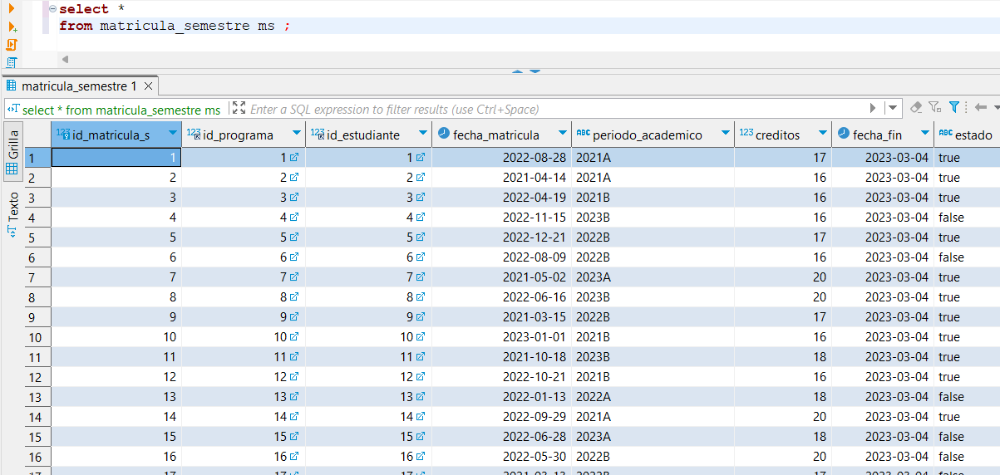 select *
from matricula_semestre ms ;
matricula_semestre 1
select * from matricula_semestre ms Enter a SQL expression to filter results (use Ctrl+Space)
Grilla
Texto
123 id_matricula_s 123 id_programa 123 id_estudiante fecha_matricula ABC periodo_academico 123 creditos fecha_fin ABC estado
1 1 1 1 2022-08-28 2021A 17 2023-03-04 true
2 2 2 2 2021-04-14 2021A 16 2023-03-04 true
3 3 3 3 2022-04-19 2021B 16 2023-03-04 true
4 4 4 4 2022-11-15 2023B 16 2023-03-04 false
5 5 5 5 2022-12-21 2022B 17 2023-03-04 true
6 6 6 6 2022-08-09 2022B 16 2023-03-04 false
7 7 7 7 2021-05-02 2023A 20 2023-03-04 true
8 8 8 8 2022-06-16 2023B 20 2023-03-04 true
9 9 9 9 2021-03-15 2022B 17 2023-03-04 true
10 10 10 10 2023-01-01 2021B 16 2023-03-04 true
11 11 11 11 2021-10-18 2023B 18 2023-03-04 true
12 12 12 12 2022-10-21 2021B 16 2023-03-04 true
13 13 13 13 2022-01-13 2022A 18 2023-03-04 false
14 14 14 14 2022-09-29 2021A 20 2023-03-04 true
15 15 15 15 2022-06-28 2023A 18 2023-03-04 false
16 16 16 16 2022-05-30 2022B 20 2023-03-04 false